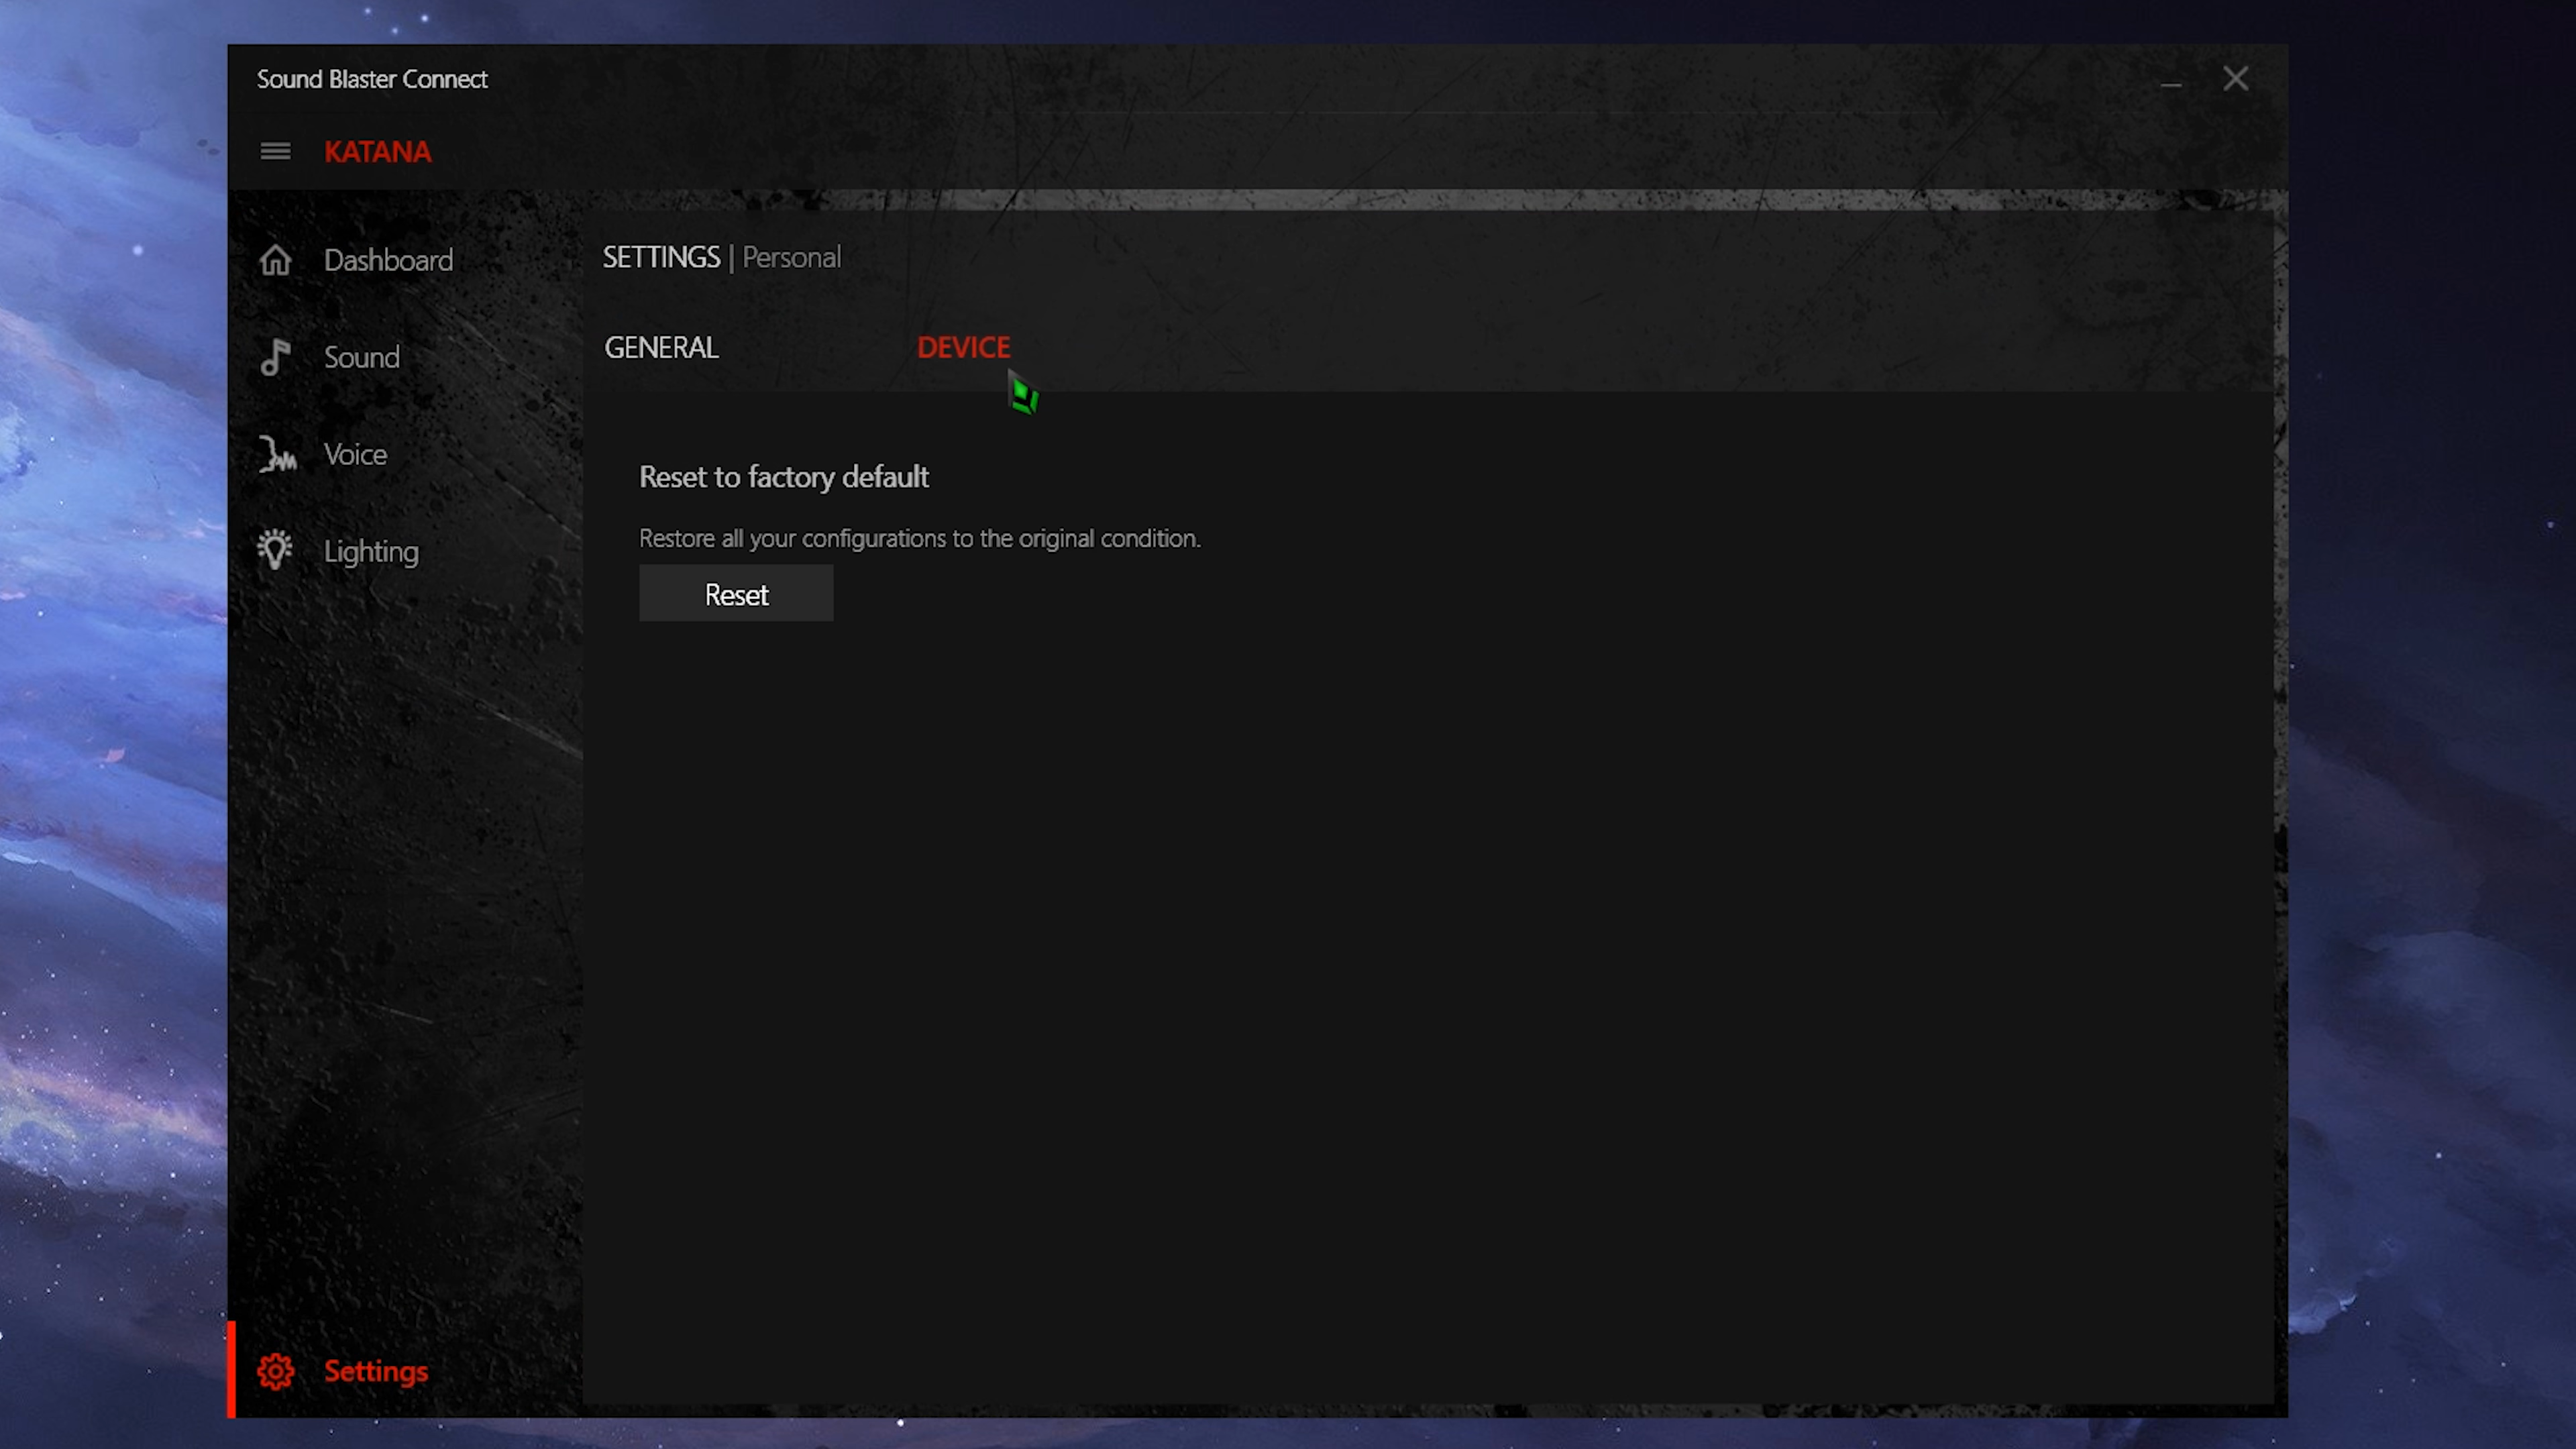 Sound Blaster Connect
KATANA
Dashboard
Sound
Voice
Lighting
Settings
SETTINGS | Personal
GENERAL
DEVICE
Reset to factory default
Restore all your configurations to the original condition.
Reset